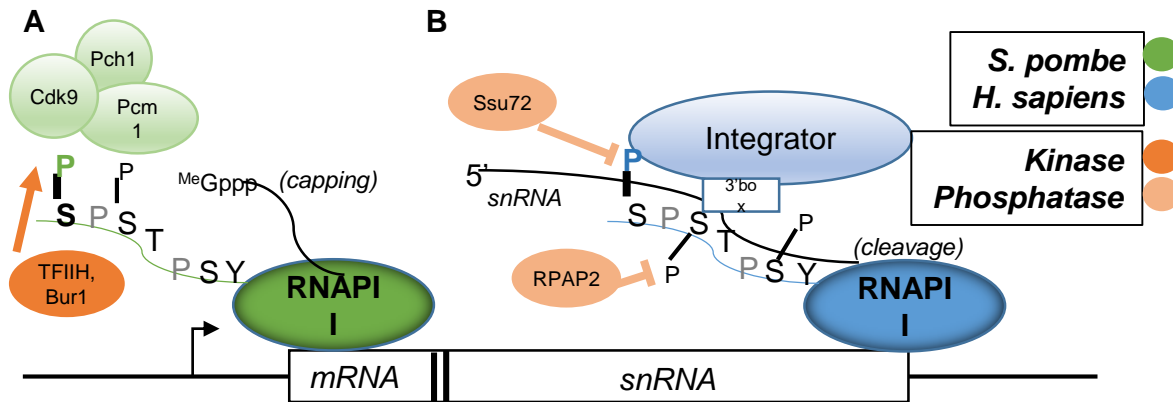 A
Pch1
Cdk9
Pcm
1
P
P
S
P
S
T
P
S
Y
TFIIH,
Bur1
MeGppp
(capping)
RNAPI
I
mRNA
B
Ssu72
Integrator
P
5'
snRNA
3'bo
x
S
P
S
T
P
P
S
Y
P
RPAP2
(cleavage)
RNAPI
I
snRNA
S. pombe
H. sapiens
Kinase
Phosphatase